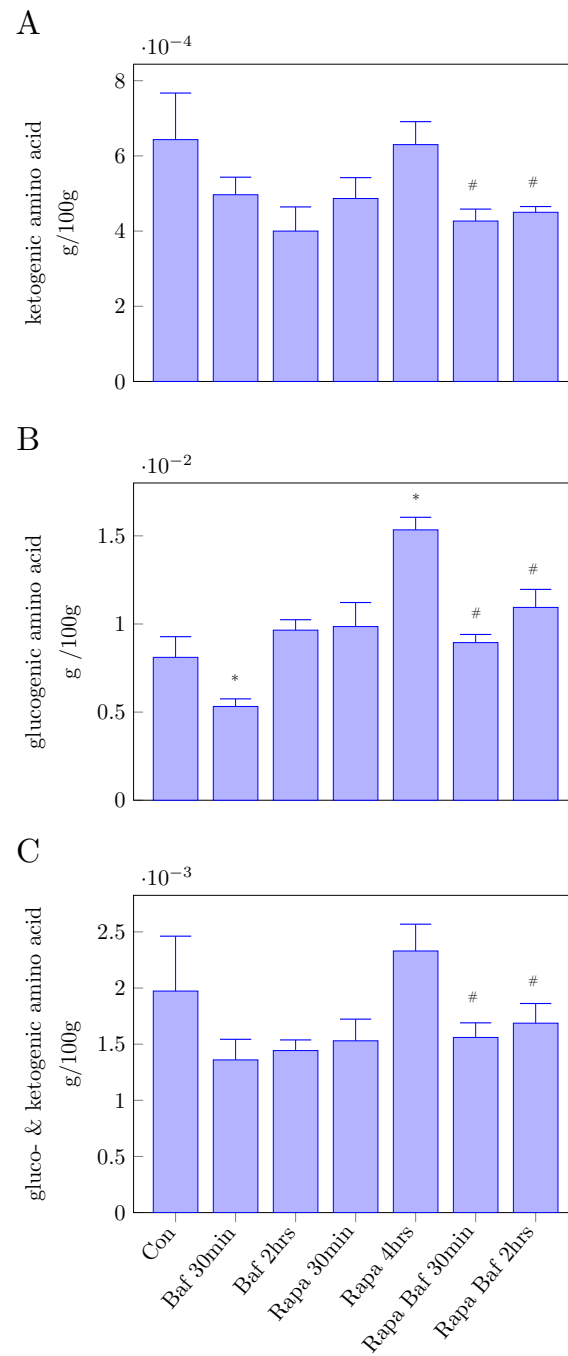 A
·10−4
8
6
4
2
0
ketogenic amino acid
g/100g
# #
B
·10−2
1.5
1
0.5
0
glucogenic amino acid
g /100g
* * # #
C
·10−3
2.5
2
1.5
1
0.5
0
gluco- & ketogenic amino acid
g/100g
# #
Con
Baf 30min
Baf 2hrs
Rapa 30min
Rapa 4hrs
Rapa Baf 30min
Rapa Baf 2hrs